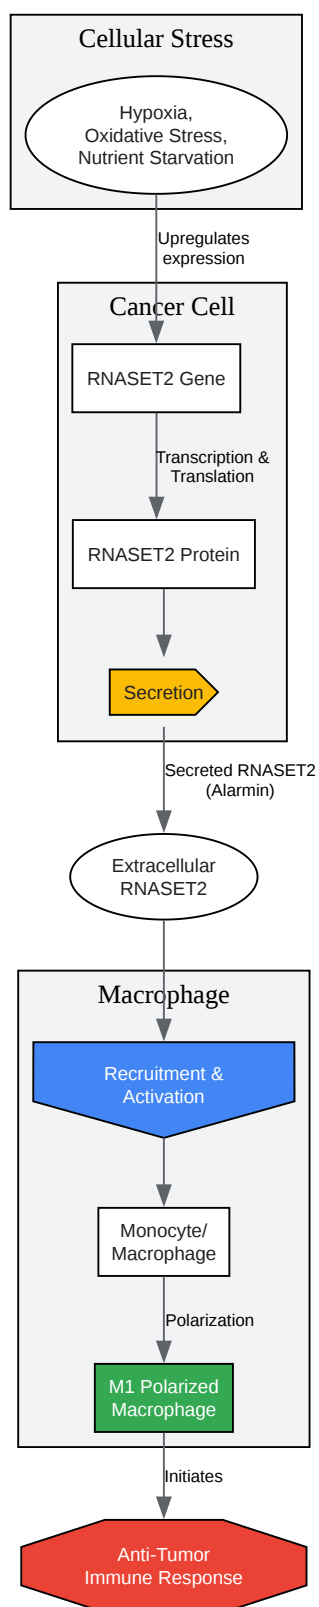 Cellular Stress
Hypoxia,
Oxidative Stress,
Nutrient Starvation
Upregulates
expression
Cancer Cell
RNASET2 Gene
Transcription &
Translation
RNASET2 Protein
Secretion
Secreted RNASET2
(Alarmin)
Extracellular
RNASET2
Macrophage
Recruitment &
Activation
Monocyte/
Macrophage
Polarization
M1 Polarized
Macrophage
Initiates
Anti-Tumor
Immune Response